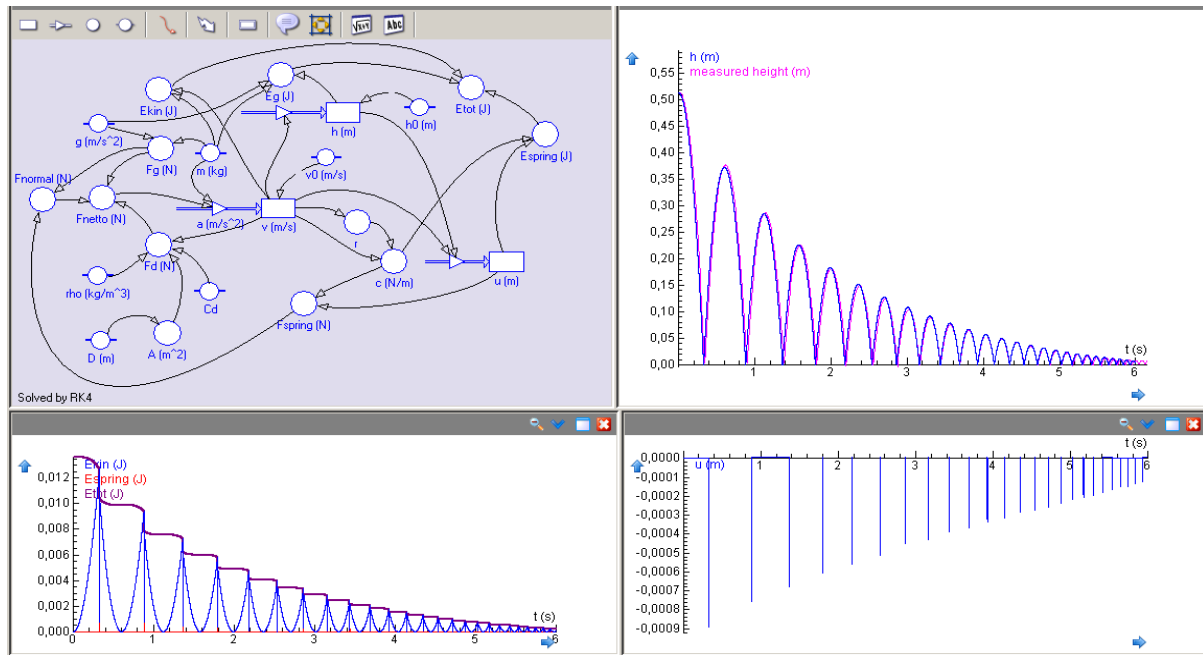 √x+y
Abc
Ekin (J)
Eg (J)
Etot (J)
g (m/s^2)
h (m)
h0 (m)
Espring (J)
Fg (N)
m (kg)
v0 (m/s)
Fnormal (N)
Fnetto (N)
a (m/s^2)
v (m/s)
r
Fd (N)
c (N/m)
u (m)
rho (kg/m^3)
Cd
Fspring (N)
D (m)
A (m^2)
Solved by RK4
h (m)
measured height (m)
0,55
0,50
0,45
0,40
0,35
0,30
0,25
0,20
0,15
0,10
0,05
0,00
t (s)
1
2
3
4
5
6
Ekin (J)
Espring (J)
Etot (J)
0,012
0,010
0,008
0,006
0,004
0,002
0,000
t (s)
0
1
2
3
4
5
6
t (s)
u (m)
1
2
3
4
5
6
0,0000
-0,0001
-0,0002
-0,0003
-0,0004
-0,0005
-0,0006
-0,0007
-0,0008
-0,0009